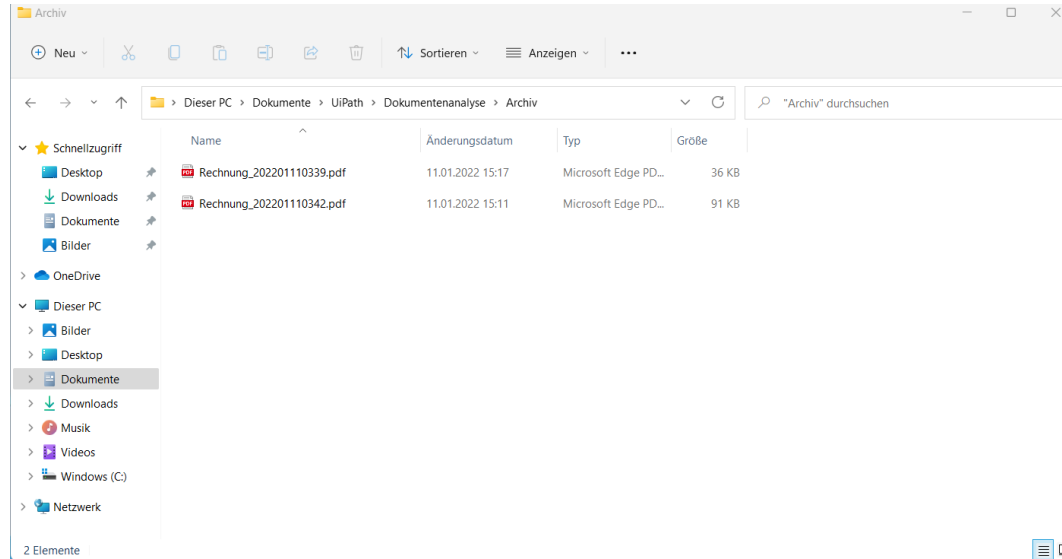 Archiv
Neu Sortieren Anzeigen
Dieser PC > Dokumente > UiPath > Dokumentenanalyse > Archiv "Archiv" durchsuchen
Name Änderungsdatum Typ Größe
Rechnung_202201110339.pdf 11.01.2022 15:17 Microsoft Edge PD... 36 KB
Rechnung_202201110342.pdf 11.01.2022 15:11 Microsoft Edge PD... 91 KB
Schnellzugriff
Desktop
Downloads
Dokumente
Bilder
OneDrive
Dieser PC
Bilder
Desktop
Dokumente
Downloads
Musik
Videos
Windows (C:)
Netzwerk
2 Elemente